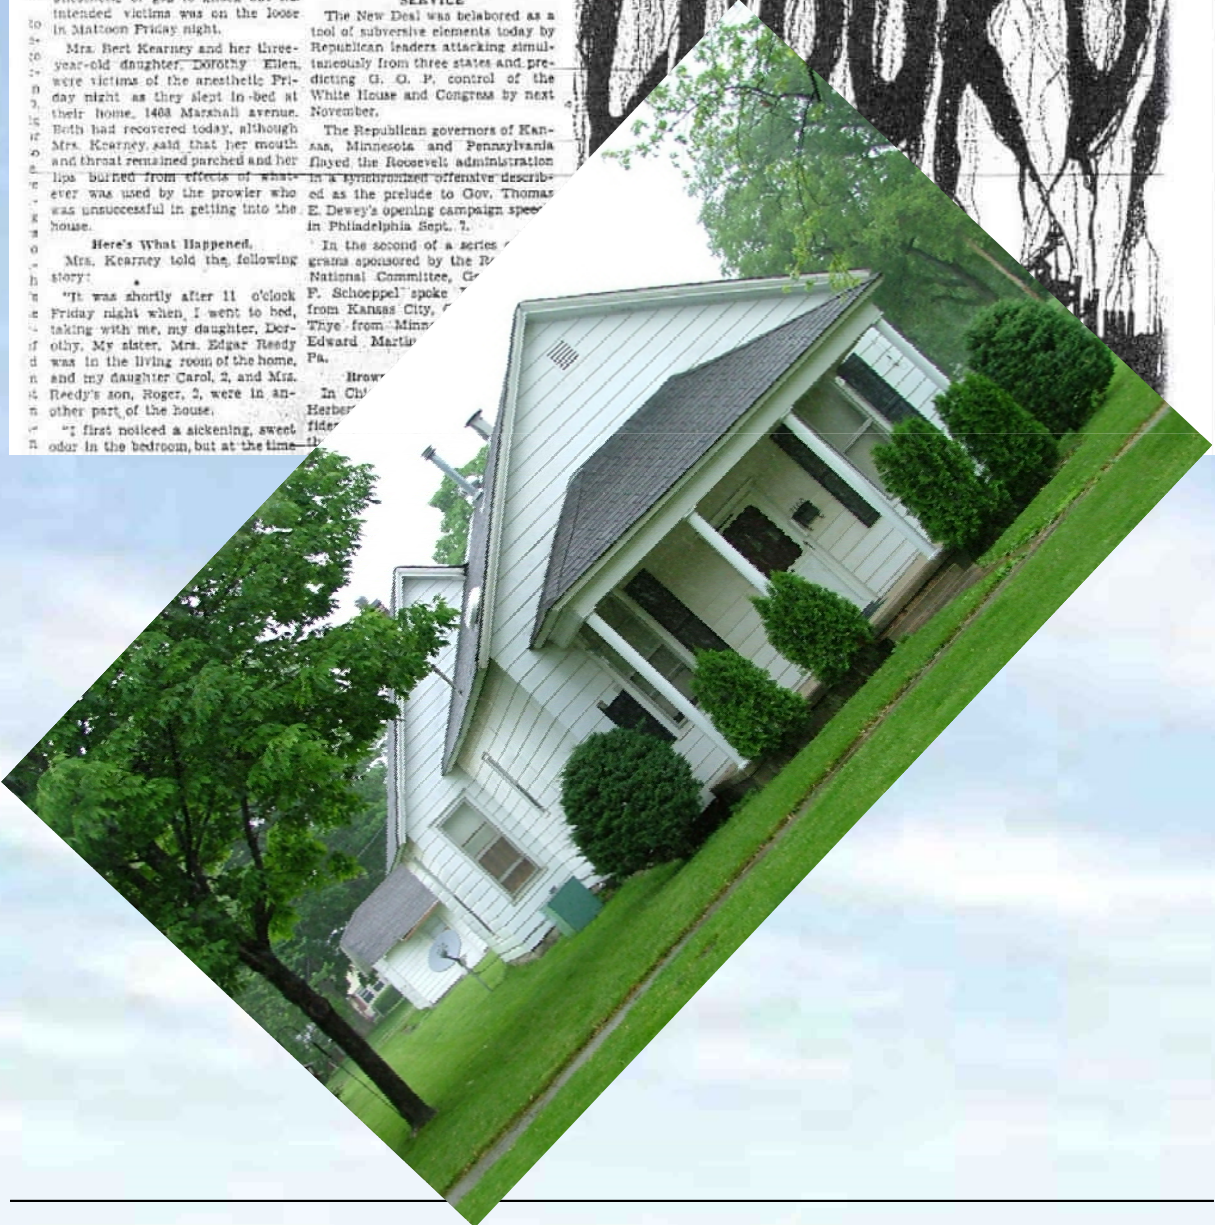 intended victims was on the loose
in Mattoon Friday night.
Mrs. Bert Kearney and her three-
year-old daughter, Dorothy Ellen,
were victims of the anesthetic Fri-
day night as they slept in bed at
their home, 1408 Marshall avenue.
Both had recovered today, although
Mrs. Kearney said that her mouth
and throat remained parched and her
lips burned from effects of what-
ever was used by the prowler who
was unsuccessful in getting into the
house.
Here's What Happened.
Mrs. Kearney told the following
story:
"It was shortly after 11 o'clock
Friday night when I went to bed,
taking with me, my daughter, Dor-
othy. My sister, Mrs. Edgar Reedy
was in the living room of the home,
and my daughter Carol, 2, and Mrs.
Reedy's son, Roger, 2, were in an-
other part of the house.
"I first noticed a sickening, sweet
odor in the bedroom, but at the time
SERVICE
The New Deal was belabored as a
tool of subversive elements today by
Republican leaders attacking simul-
taneously from three states and pre-
dicting G. O. P. control of the
White House and Congress by next
November.
The Republican governors of Kan-
sas, Minnesota and Pennsylvania
flayed the Roosevelt administration
in a synchronized offensive describ-
ed as the prelude to Gov. Thomas
E. Dewey's opening campaign speech
in Philadelphia Sept. 7.
In the second of a series
grams sponsored by the R
National Committee, G
F. Schoeppel spoke
from Kansas City,
Thye from Minn
Edward Martin
Pa.
Brow
In Chi
Herber
fide
th